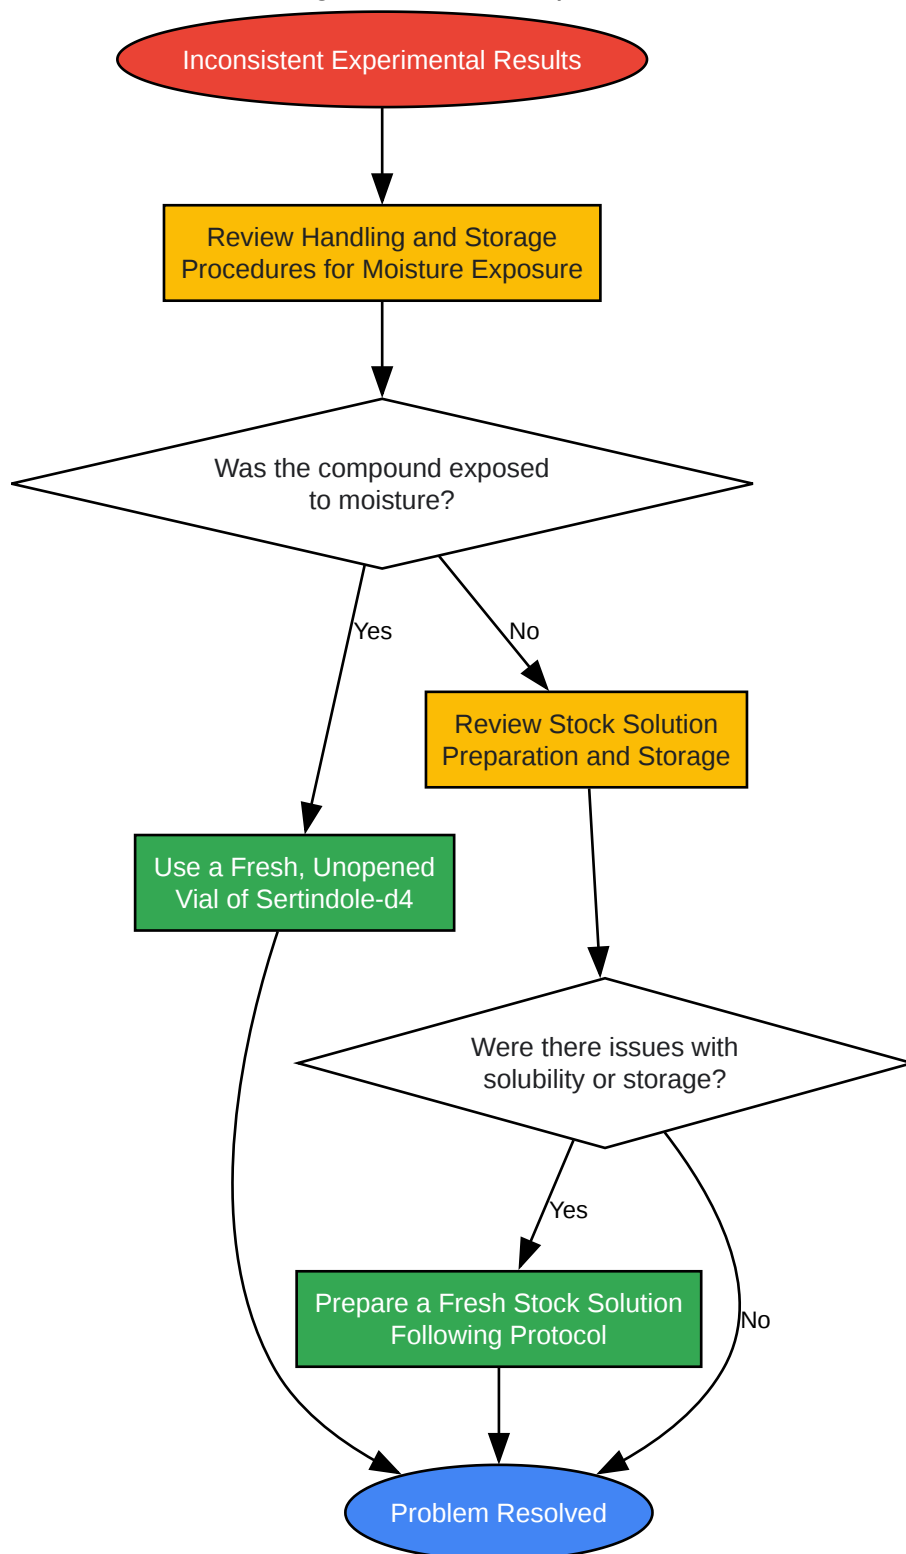 Inconsistent Experimental Results
Review Handling and Storage
Procedures for Moisture Exposure
Was the compound exposed
to moisture?
Yes
No
Review Stock Solution
Preparation and Storage
Use a Fresh, Unopened
Vial of Sertindole-d4
Were there issues with
solubility or storage?
Yes
Prepare a Fresh Stock Solution
Following Protocol
No
Problem Resolved